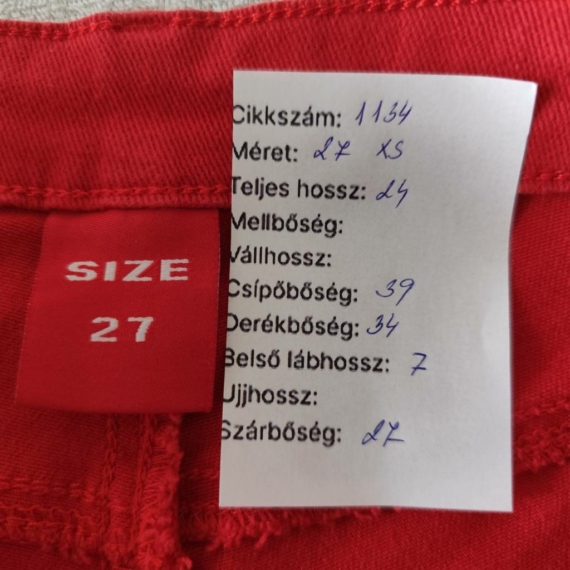 Cikkszám: 1134
Méret: 27 XS
Teljes hossz: 24
Mellbőség:
Vállhossz:
Csípőbőség: 39
Derékbőség: 34
Belső lábhossz: 7
Ujjhossz:
Szárbőség: 27
SIZE
27